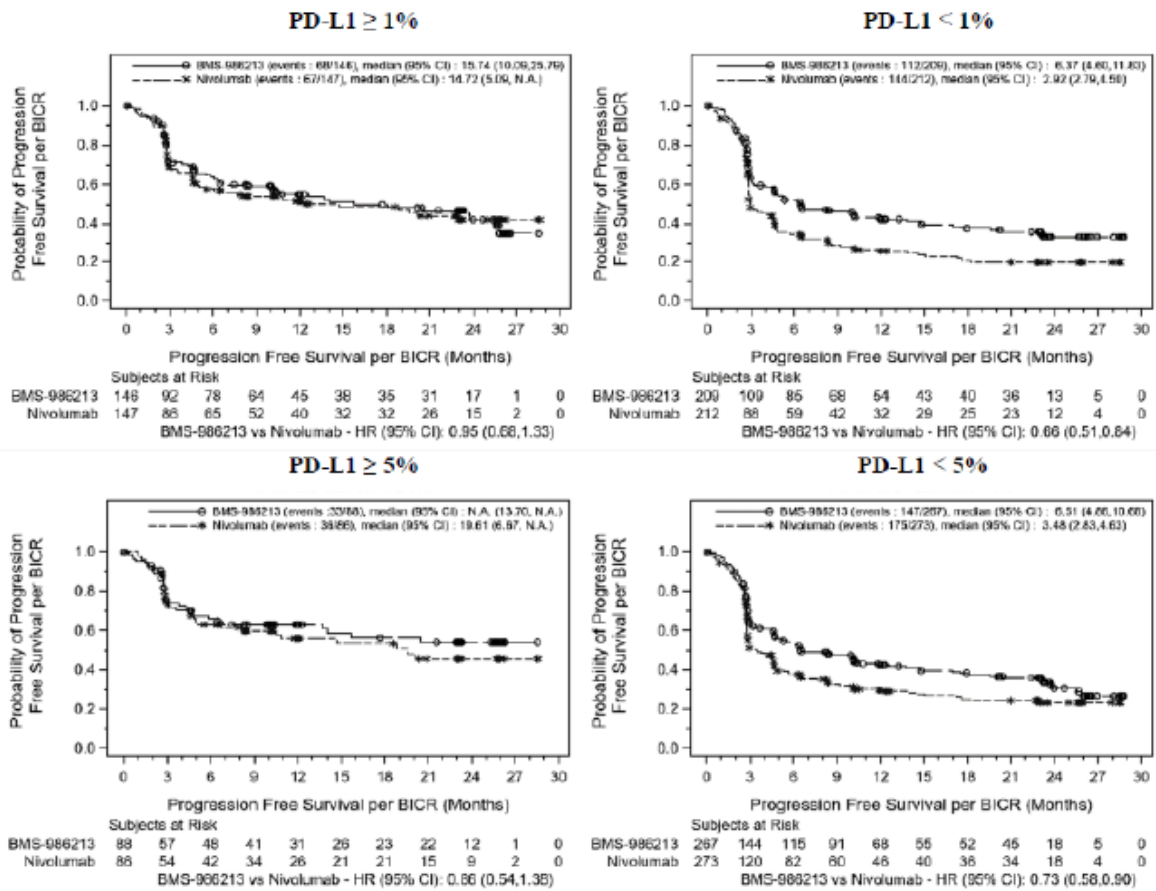 PD-L1 ≥ 1%
BMS-986213 (events : 68/146), median (95% CI) : 15.74 (10.09,25.79)
Nivolumab (events : 67/147), median (95% CI) : 14.72 (5.09, N.A.)
Probability of Progression
Free Survival per BICR
1.0
0.8
0.6
0.4
0.2
0.0
0 3 6 9 12 15 18 21 24 27 30
Progression Free Survival per BICR (Months)
Subjects at Risk
BMS-986213 146 92 78 64 45 38 35 31 17 1 0
Nivolumab 147 86 65 52 40 32 32 26 15 2 0
BMS-986213 vs Nivolumab - HR (95% CI): 0.95 (0.68,1.33)
PD-L1 < 1%
BMS-986213 (events : 112/209), median (95% CI) : 6.37 (4.60,11.83)
Nivolumab (events : 144/212), median (95% CI) : 2.92 (2.79,4.50)
Probability of Progression
Free Survival per BICR
1.0
0.8
0.6
0.4
0.2
0.0
0 3 6 9 12 15 18 21 24 27 30
Progression Free Survival per BICR (Months)
Subjects at Risk
BMS-986213 209 109 85 68 54 43 40 36 13 5 0
Nivolumab 212 88 59 42 32 29 25 23 12 4 0
BMS-986213 vs Nivolumab - HR (95% CI): 0.66 (0.51,0.84)
PD-L1 ≥ 5%
BMS-986213 (events :33/88), median (95% CI) : N.A. (13.70, N.A.)
Nivolumab (events : 36/86), median (95% CI) : 19.61 (6.67, N.A.)
Probability of Progression
Free Survival per BICR
1.0
0.8
0.6
0.4
0.2
0.0
0 3 6 9 12 15 18 21 24 27 30
Progression Free Survival per BICR (Months)
Subjects at Risk
BMS-986213 88 57 48 41 31 26 23 22 12 1 0
Nivolumab 86 54 42 34 26 21 21 15 9 2 0
BMS-986213 vs Nivolumab - HR (95% CI): 0.86 (0.54,1.38)
PD-L1 < 5%
BMS-986213 (events : 147/267), median (95% CI) : 6.51 (4.86,10.68)
Nivolumab (events : 175/273), median (95% CI) : 3.48 (2.83,4.63)
Probability of Progression
Free Survival per BICR
1.0
0.8
0.6
0.4
0.2
0.0
0 3 6 9 12 15 18 21 24 27 30
Progression Free Survival per BICR (Months)
Subjects at Risk
BMS-986213 267 144 115 91 68 55 52 45 18 5 0
Nivolumab 273 120 82 60 46 40 36 34 18 4 0
BMS-986213 vs Nivolumab - HR (95% CI): 0.73 (0.58,0.90)